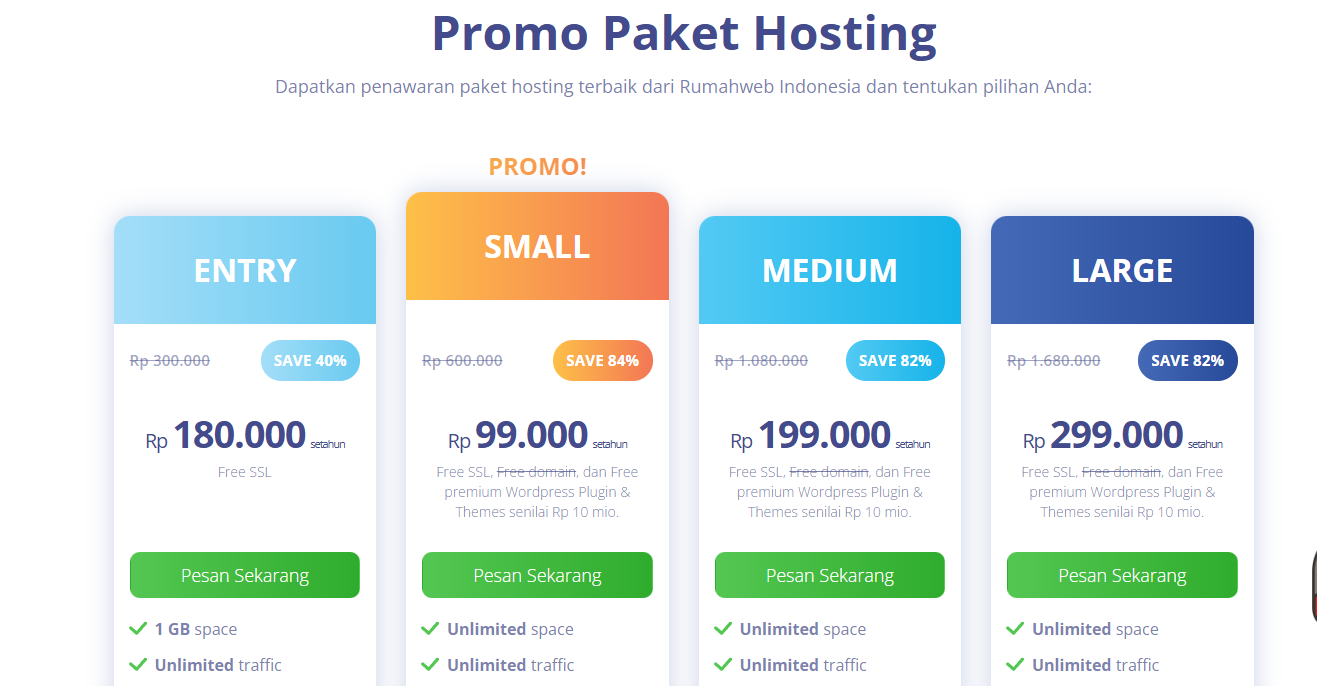 Promo Paket Hosting
Dapatkan penawaran paket hosting terbaik dari Rumahweb Indonesia dan tentukan pilihan Anda:
ENTRY
Rp 300.000
SAVE 40%
Rp 180.000 setahun
Free SSL
Pesan Sekarang
1 GB space
Unlimited traffic
PROMO!
SMALL
Rp 600.000
SAVE 84%
Rp 99.000 setahun
Free SSL, Free domain, dan Free
premium Wordpress Plugin &
Themes senilai Rp 10 mio.
Pesan Sekarang
Unlimited space
Unlimited traffic
MEDIUM
Rp 1.080.000
SAVE 82%
Rp 199.000 setahun
Free SSL, Free domain, dan Free
premium Wordpress Plugin &
Themes senilai Rp 10 mio.
Pesan Sekarang
Unlimited space
Unlimited traffic
LARGE
Rp 1.680.000
SAVE 82%
Rp 299.000 setahun
Free SSL, Free domain, dan Free
premium Wordpress Plugin &
Themes senilai Rp 10 mio.
Pesan Sekarang
Unlimited space
Unlimited traffic